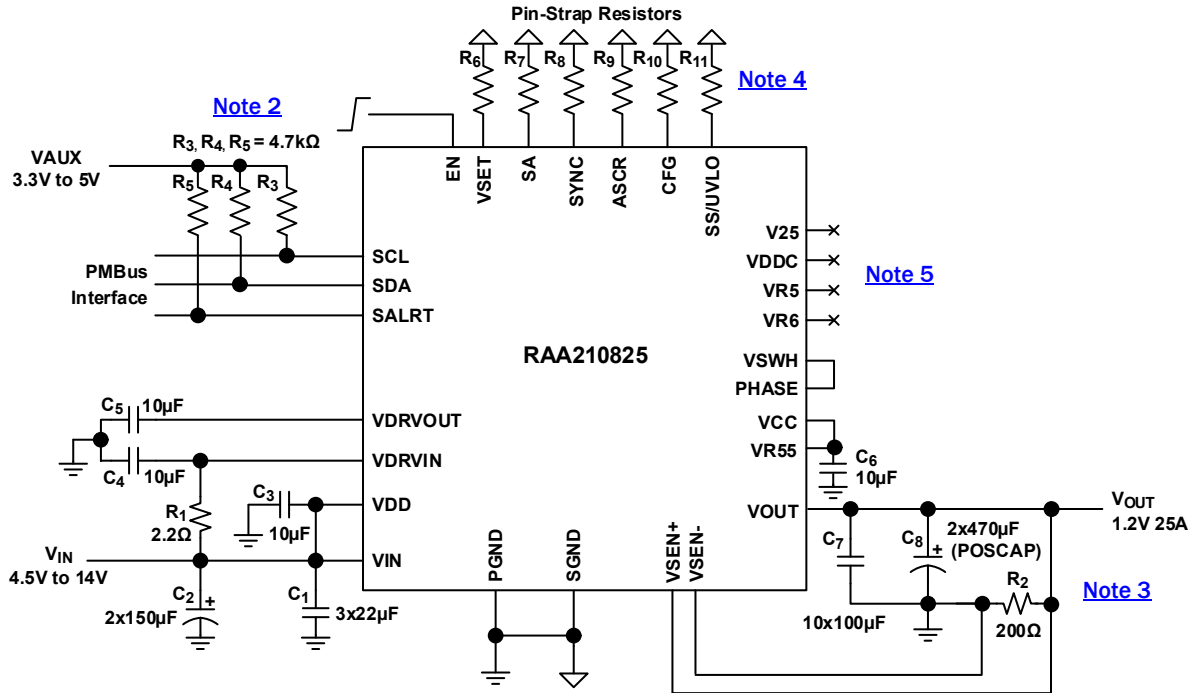 Pin-Strap Resistors
R6
R7
R8
R9
R10
R11
Note 4
Note 2
R3, R4, R5 = 4.7kΩ
VAUX
3.3V to 5V
R5
R4
R3
EN
VSET
SA
SYNC
ASCR
CFG
SS/UVLO
V25
VDDC
VR5
VR6
Note 5
SCL
SDA
SALRT
PMBus
Interface
RAA210825
VSWH
PHASE
C5
10µF
VDRVOUT
VCC
C4
10µF
VDRVIN
VR55
C6
10µF
R1
2.2Ω
C3
10µF
VDD
VOUT
VOUT
1.2V 25A
VIN
4.5V to 14V
VIN
PGND
SGND
VSEN+
VSEN-
C7
10x100µF
C8
+
2x470µF
(POSCAP)
R2
200Ω
Note 3
C2
+
2x150µF
C1
3x22µF